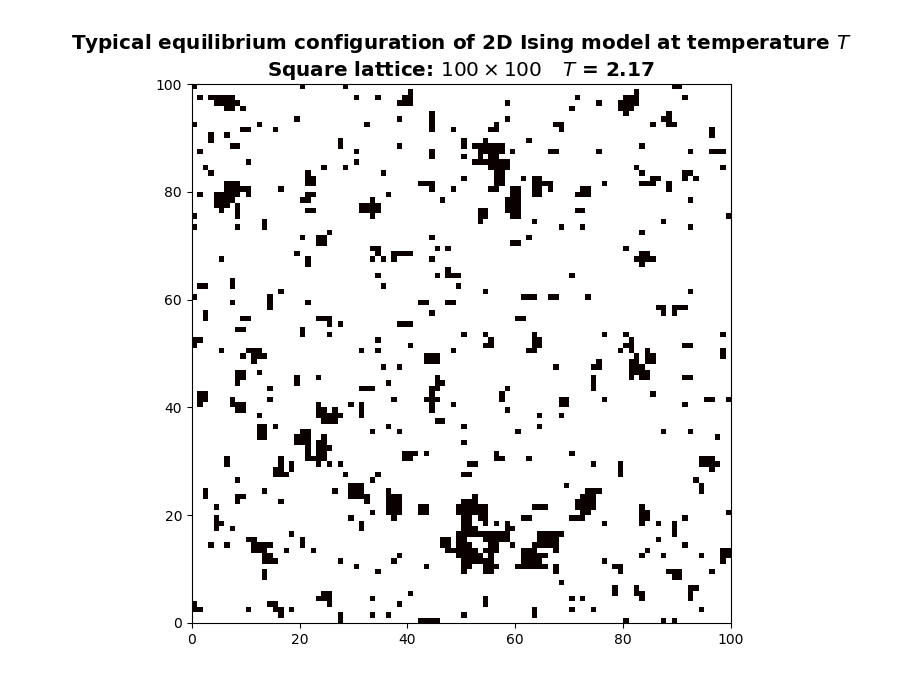 Typical equilibrium configuration of 2D Ising model at temperature T
Square lattice: 100 × 100 T = 2.17
100
80
60
40
20
0
0 20 40 60 80 100